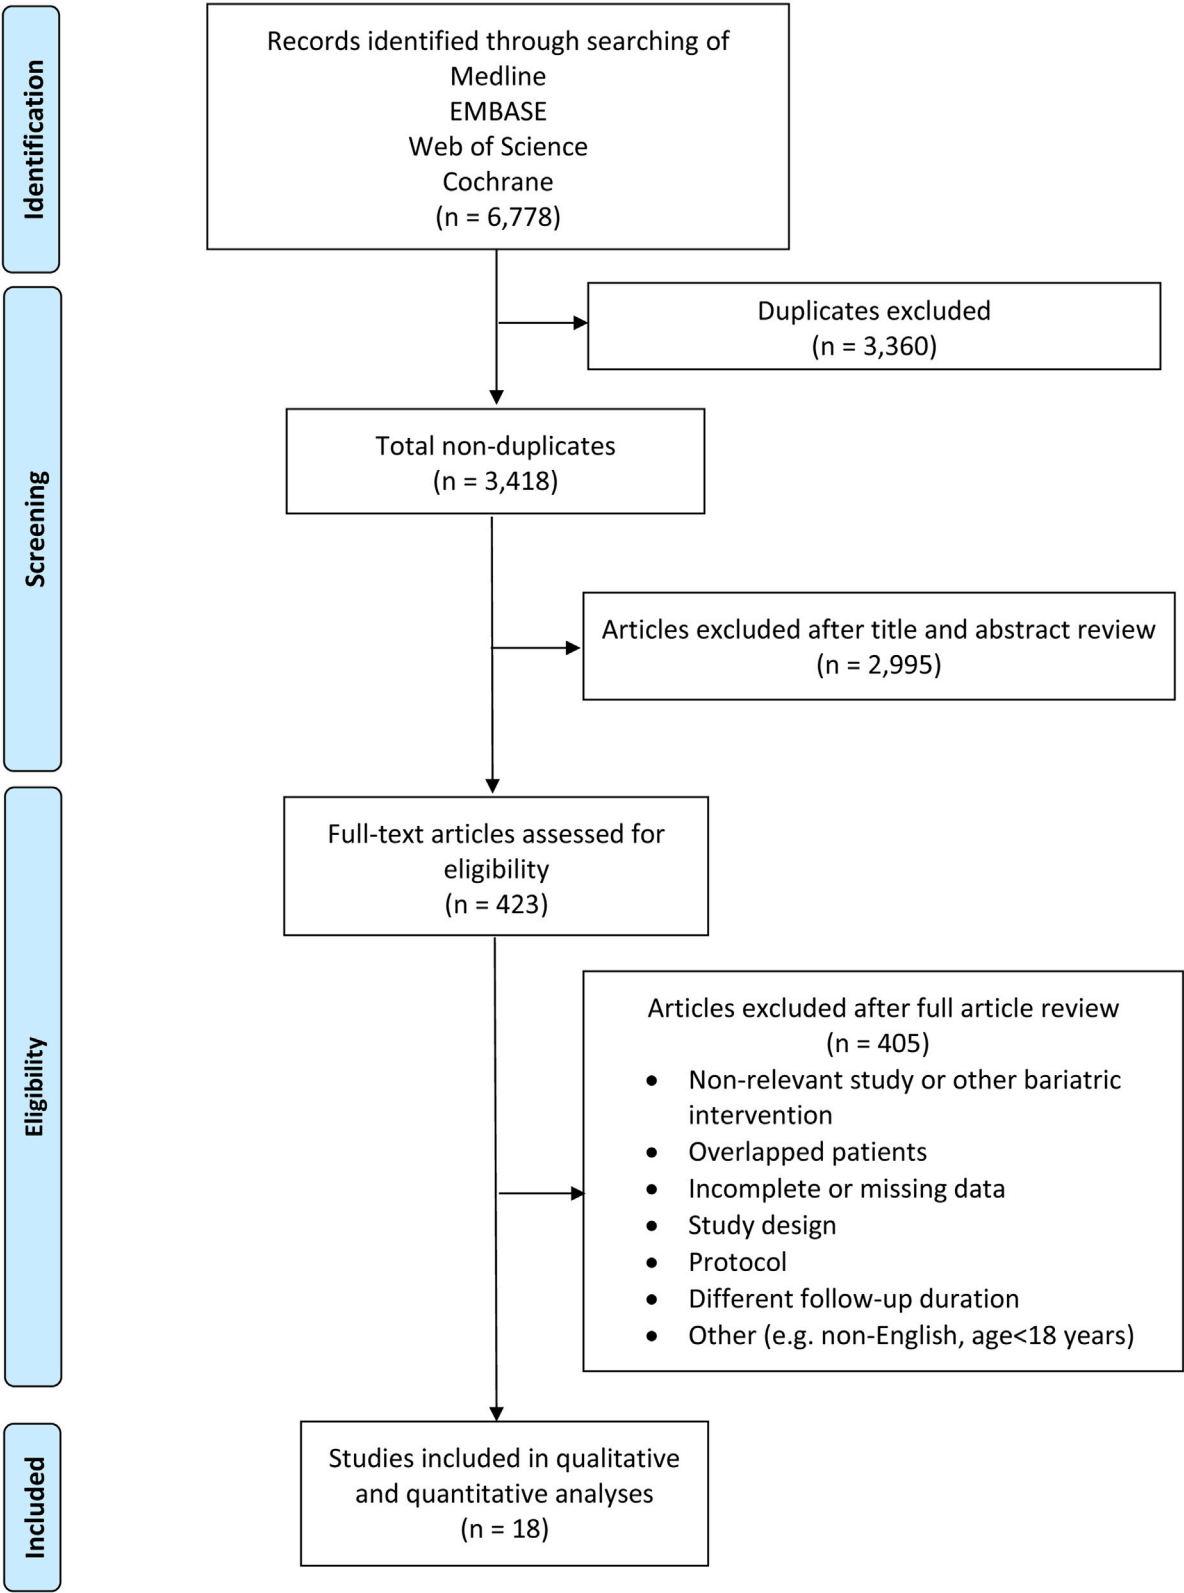 Identification
Records identified through searching of
Medline
EMBASE
Web of Science
Cochrane
(n = 6,778)
Screening
Duplicates excluded
(n = 3,360)
Total non-duplicates
(n = 3,418)
Articles excluded after title and abstract review
(n = 2,995)
Eligibility
Full-text articles assessed for
eligibility
(n = 423)
Articles excluded after full article review
(n = 405)
• Non-relevant study or other bariatric
intervention
• Overlapped patients
• Incomplete or missing data
• Study design
• Protocol
• Different follow-up duration
• Other (e.g. non-English, age<18 years)
Included
Studies included in qualitative
and quantitative analyses
(n = 18)